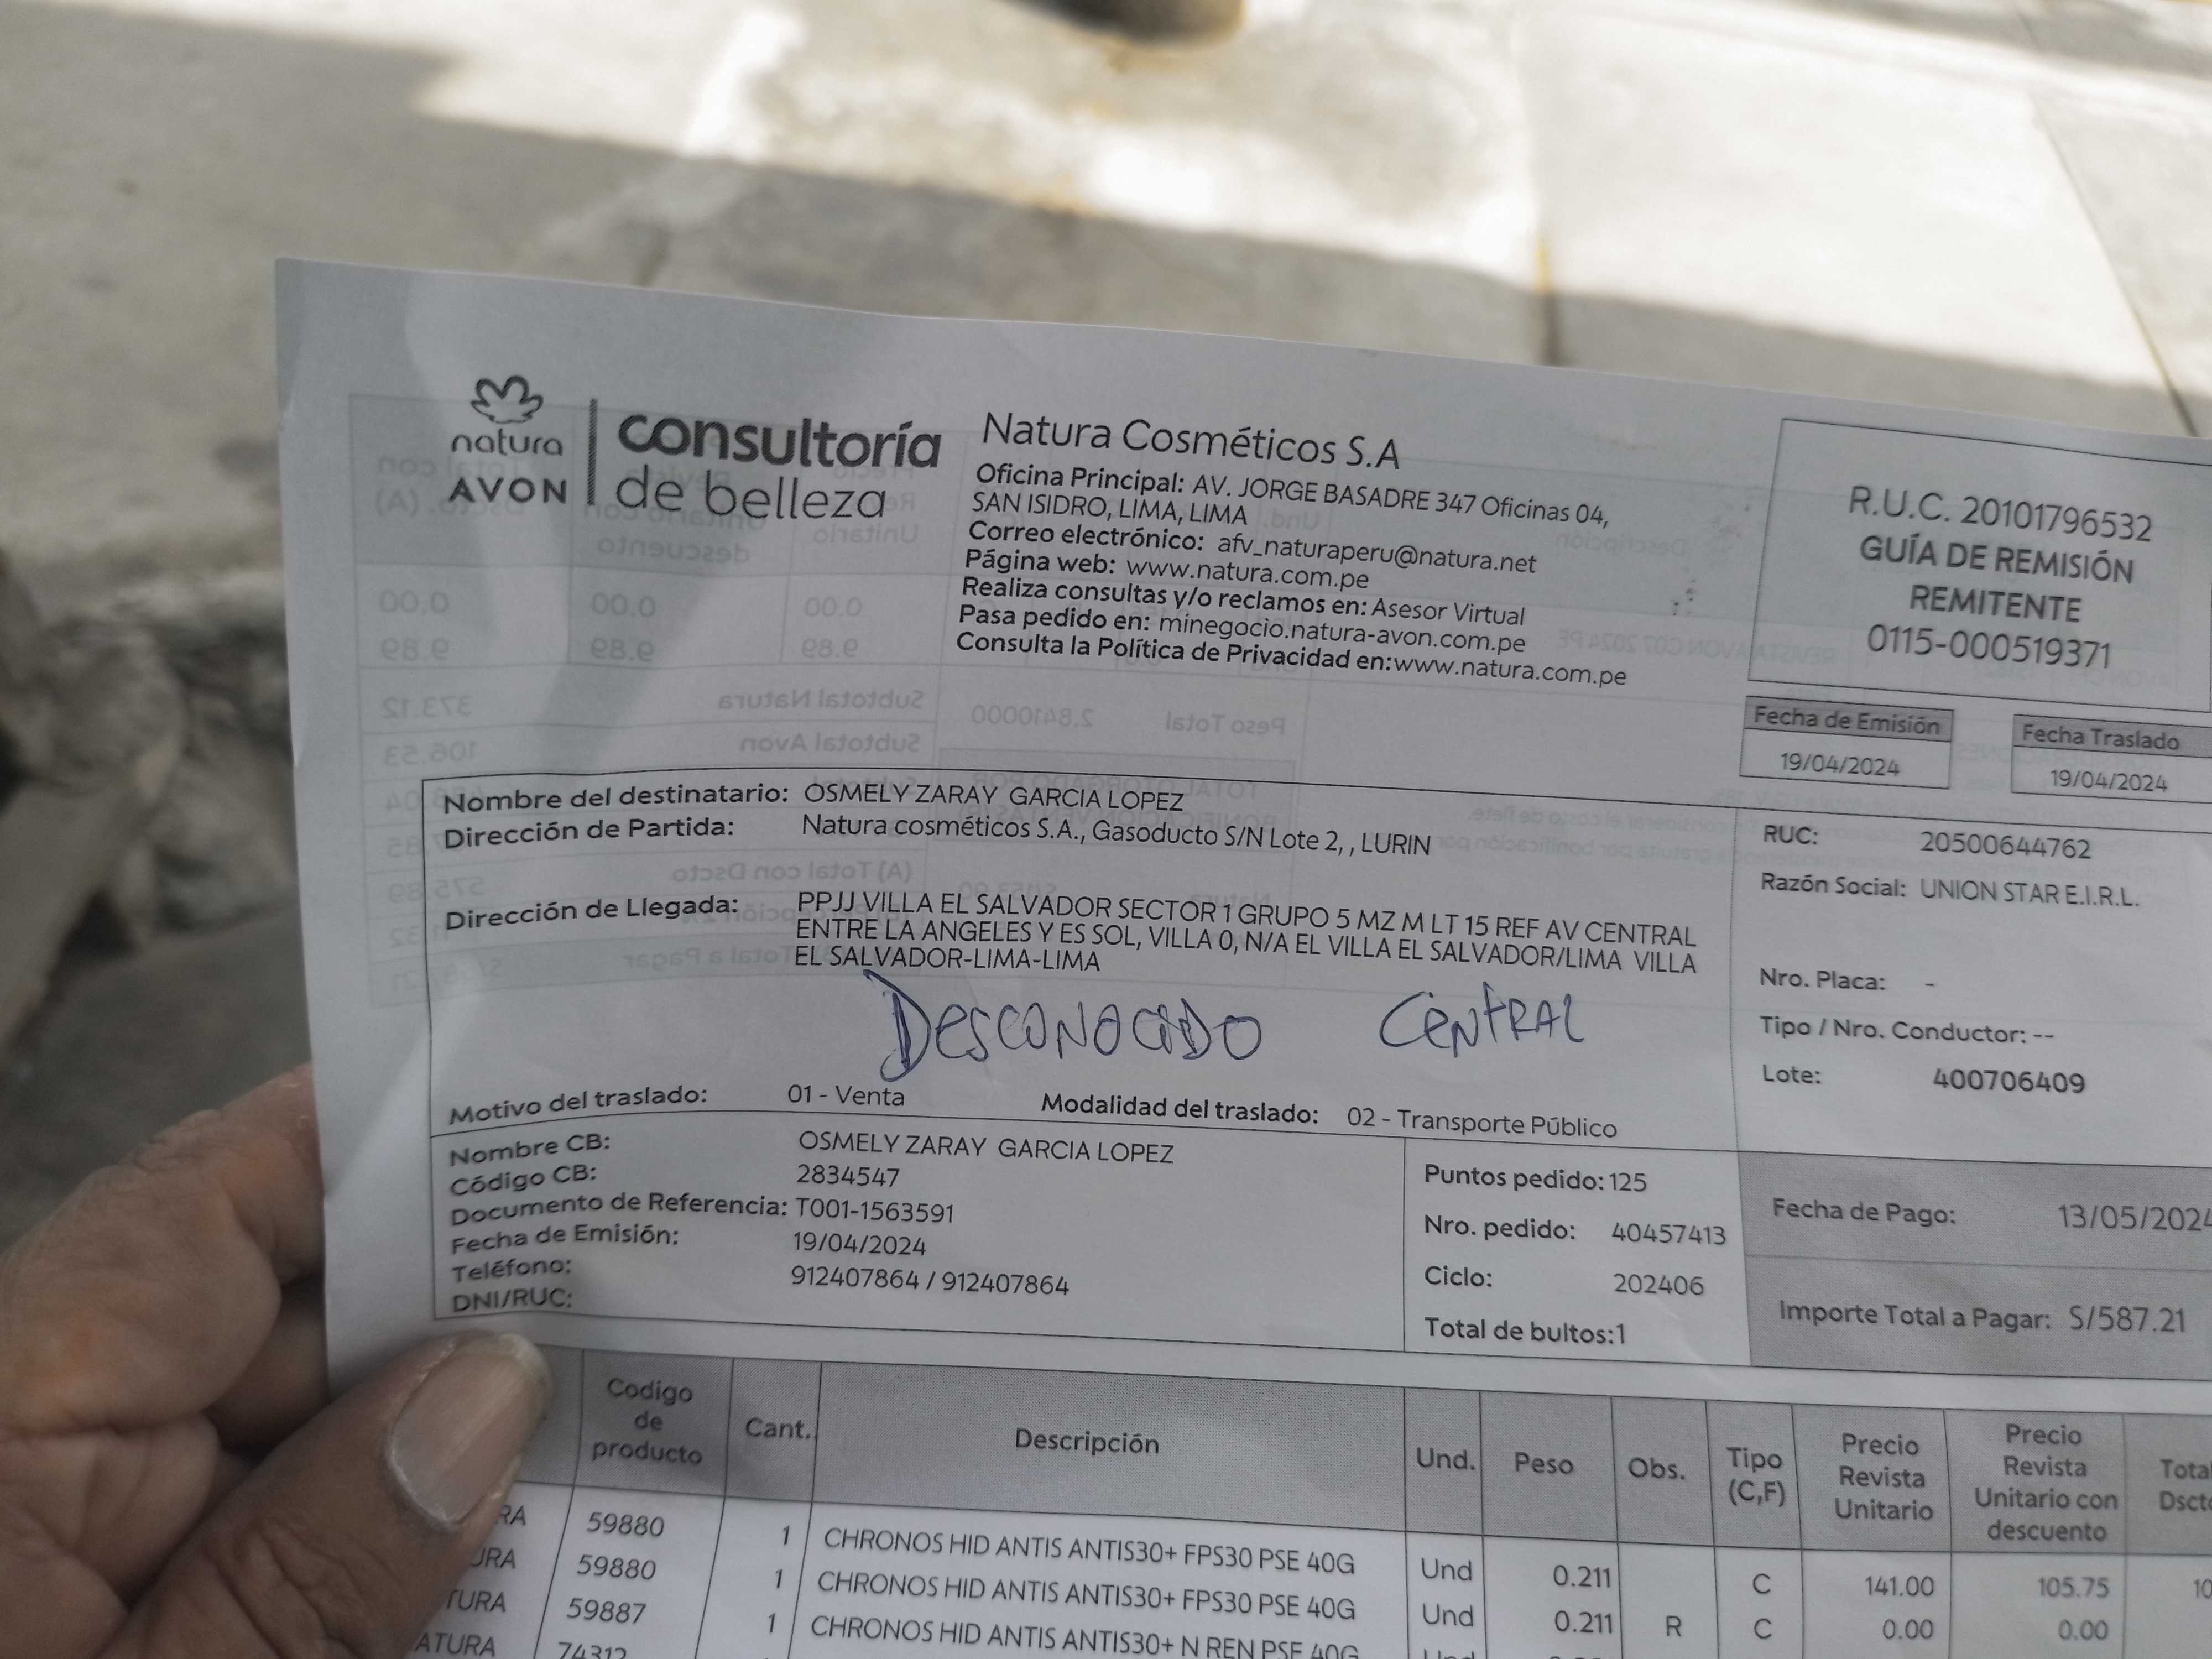 natura
AVON
consultoría
de belleza
Natura Cosméticos S.A
Oficina Principal: AV. JORGE BASADRE 347 Oficinas 04,
SAN ISIDRO, LIMA, LIMA
Correo electrónico: afv_naturaperu@natura.net
Página web: www.natura.com.pe
Realiza consultas y/o reclamos en: Asesor Virtual
Pasa pedido en: minegocio.natura-avon.com.pe
Consulta la Política de Privacidad en:www.natura.com.pe
R.U.C. 20101796532
GUÍA DE REMISIÓN
REMITENTE
0115-000519371
Fecha de Emisión
19/04/2024
Fecha Traslado
19/04/2024
Nombre del destinatario: OSMELY ZARAY GARCIA LOPEZ
Dirección de Partida: Natura cosméticos S.A., Gasoducto S/N Lote 2, , LURIN
Dirección de Llegada: PPJJ VILLA EL SALVADOR SECTOR 1 GRUPO 5 MZ M LT 15 REF AV CENTRAL
ENTRE LA ANGELES Y ES SOL, VILLA 0, N/A EL VILLA EL SALVADOR/LIMA VILLA
EL SALVADOR-LIMA-LIMA
DESCONOCIDO CENTRAL
Motivo del traslado: 01 - Venta Modalidad del traslado: 02 - Transporte Público
RUC: 20500644762
Razón Social: UNION STAR E.I.R.L.
Nro. Placa: -
Tipo / Nro. Conductor: --
Lote: 400706409
Nombre CB: OSMELY ZARAY GARCIA LOPEZ
Código CB: 2834547
Documento de Referencia: T001-1563591
Fecha de Emisión: 19/04/2024
Teléfono: 912407864 / 912407864
DNI/RUC:
Puntos pedido: 125
Nro. pedido: 40457413
Ciclo: 202406
Total de bultos:1
Fecha de Pago: 13/05/2024
Importe Total a Pagar: S/587.21
Codigo de producto Cant. Descripción Und. Peso Obs. Tipo (C,F) Precio Revista Unitario Precio Revista Unitario con descuento Total Dscto
RA 59880 1 CHRONOS HID ANTIS ANTIS30+ FPS30 PSE 40G Und 0.211 C 141.00 105.75 10
URA 59880 1 CHRONOS HID ANTIS ANTIS30+ FPS30 PSE 40G Und 0.211 R C 0.00 0.00
TURA 59887 1 CHRONOS HID ANTIS ANTIS30+ N REN PSE 40G
ATURA 74312